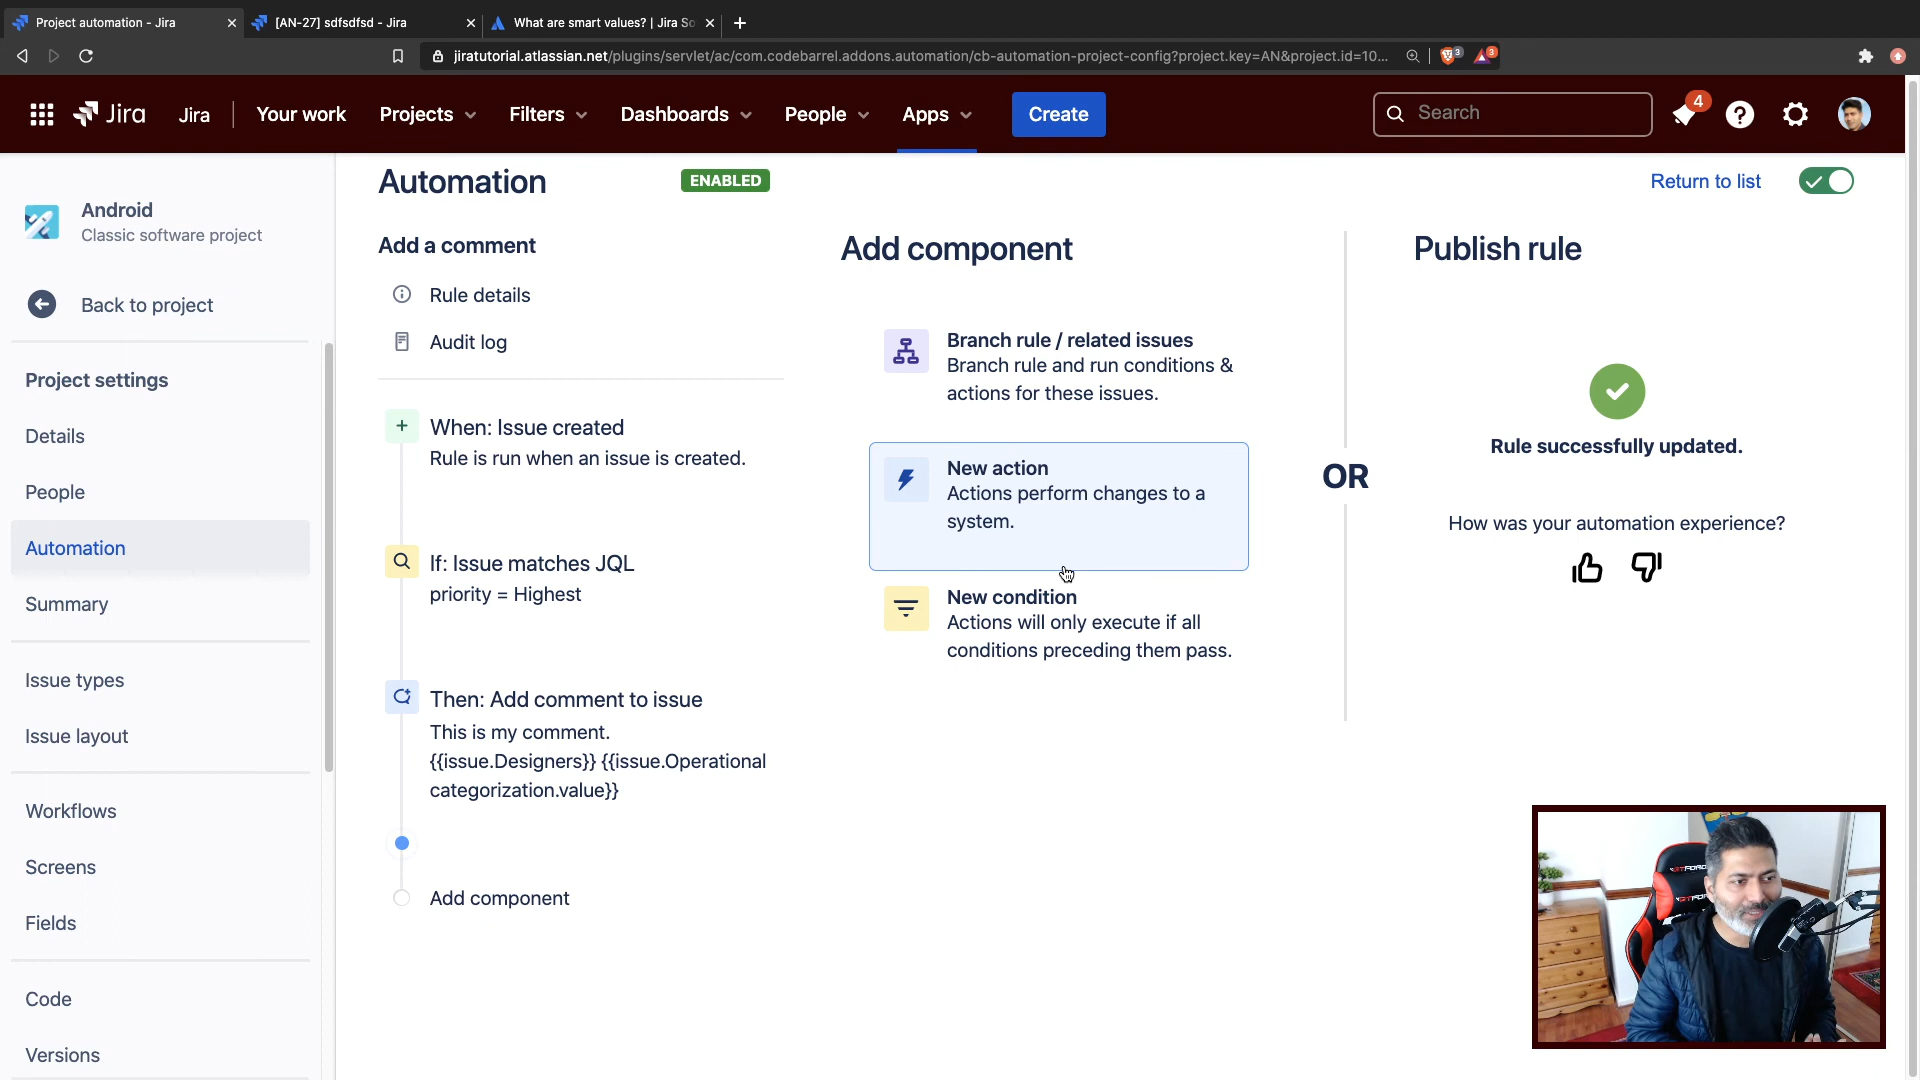 Project automation - Jira
[AN-27] sdfsdfsd - Jira
What are smart values? | Jira So
jiratutorial.atlassian.net/plugins/servlet/ac/com.codebarrel.addons.automation/cb-automation-project-config?project.key=AN&project.id=10...
3
3
Jira
Jira
Your work
Projects
Filters
Dashboards
People
Apps
Create
Search
4
Android
Classic software project
Back to project
Project settings
Details
People
Automation
Summary
Issue types
Issue layout
Workflows
Screens
Fields
Code
Versions
Automation
ENABLED
Return to list
Add a comment
Rule details
Audit log
When: Issue created
Rule is run when an issue is created.
If: Issue matches JQL
priority = Highest
Then: Add comment to issue
This is my comment.
{{issue.Designers}} {{issue.Operational
categorization.value}}
Add component
Add component
Branch rule / related issues
Branch rule and run conditions &
actions for these issues.
New action
Actions perform changes to a
system.
New condition
Actions will only execute if all
conditions preceding them pass.
OR
Publish rule
Rule successfully updated.
How was your automation experience?